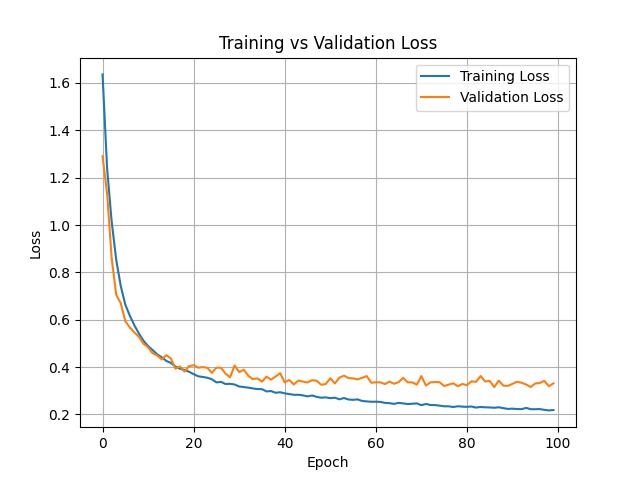 Training vs Validation Loss
Training Loss
Validation Loss
1.6
1.4
1.2
1.0
0.8
0.6
0.4
0.2
Loss
0 20 40 60 80 100
Epoch